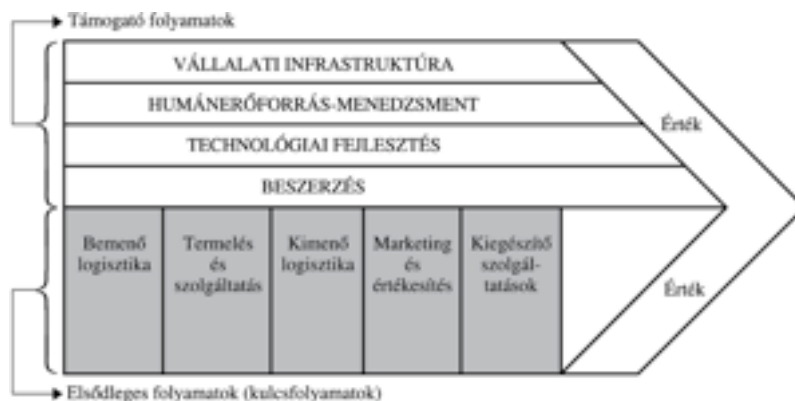 Támogató folyamatok
VÁLLALATI INFRASTRUKTÚRA
HUMÁNERŐFORRÁS-MENEDZSMENT
TECHNOLÓGIAI FEJLESZTÉS
BESZERZÉS
Érték
Bemenő
logisztika
Termelés
és
szolgáltatás
Kimenő
logisztika
Marketing
és
értékesítés
Kiegészítő
szolgál-
tatások
Érték
Elsődleges folyamatok (kulcsfolyamatok)